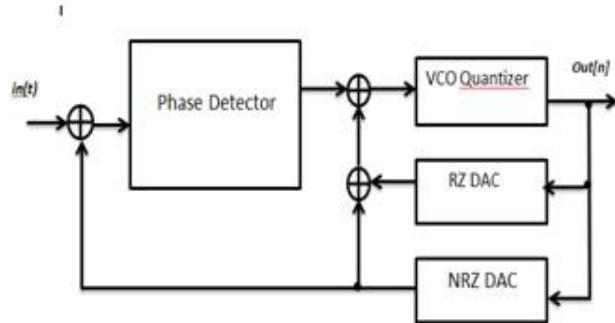 I
in(t)
Phase Detector
VCO Quantizer
Out[n]
RZ DAC
NRZ DAC